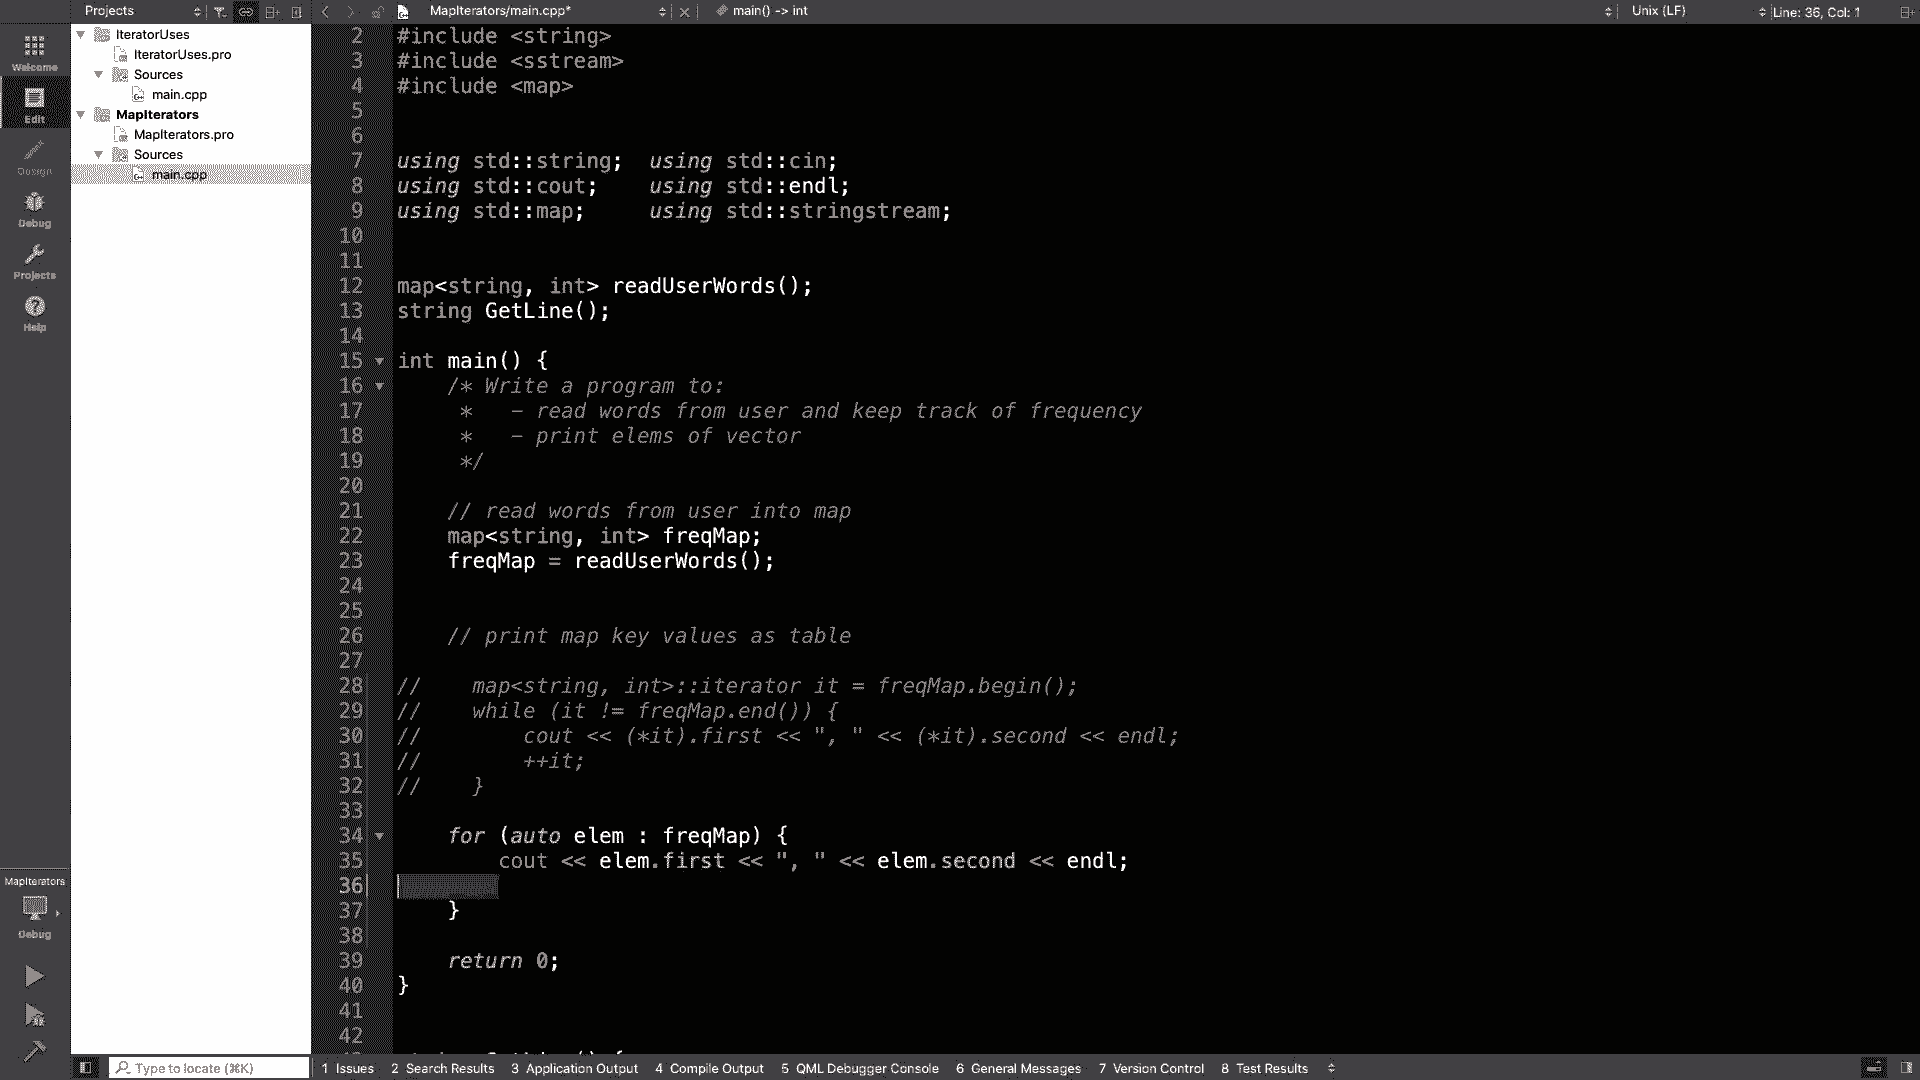 Projects
MapIterators/main.cpp*
main() -> int
Unix (LF)
Line: 36, Col: 1
Welcome
Edit
Design
Debug
Projects
Help
IteratorUses
IteratorUses.pro
Sources
main.cpp
MapIterators
MapIterators.pro
Sources
main.cpp
2 #include <string>
3 #include <sstream>
4 #include <map>
5
6
7 using std::string;  using std::cin;
8 using std::cout;    using std::endl;
9 using std::map;     using std::stringstream;
10
11
12 map<string, int> readUserWords();
13 string GetLine();
14
15 int main() {
16     /* Write a program to:
17      *   - read words from user and keep track of frequency
18      *   - print elems of vector
19      */
20
21     // read words from user into map
22     map<string, int> freqMap;
23     freqMap = readUserWords();
24
25
26     // print map key values as table
27
28 //    map<string, int>::iterator it = freqMap.begin();
29 //    while (it != freqMap.end()) {
30 //        cout << (*it).first << ", " << (*it).second << endl;
31 //        ++it;
32 //    }
33
34     for (auto elem : freqMap) {
35         cout << elem.first << ", " << elem.second << endl;
36
37     }
38
39     return 0;
40 }
41
42
MapIterators
Debug
Type to locate (⌘K)
1 Issues
2 Search Results
3 Application Output
4 Compile Output
5 QML Debugger Console
6 General Messages
7 Version Control
8 Test Results